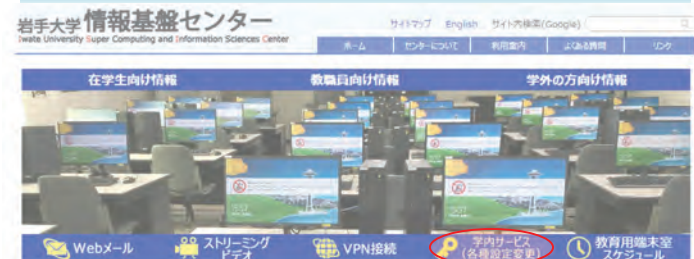 岩手大学 情報基盤センター
Iwate University Super Computing and Information Sciences Center
サイトマップ English サイト内検索(Google)
ホーム センターについて 利用案内 よくある質問 リンク
在学生向け情報 教職員向け情報 学外の方向け情報
Webメール ストリーミングビデオ VPN接続 学内サービス(各種設定変更) 教育用端末室スケジュール